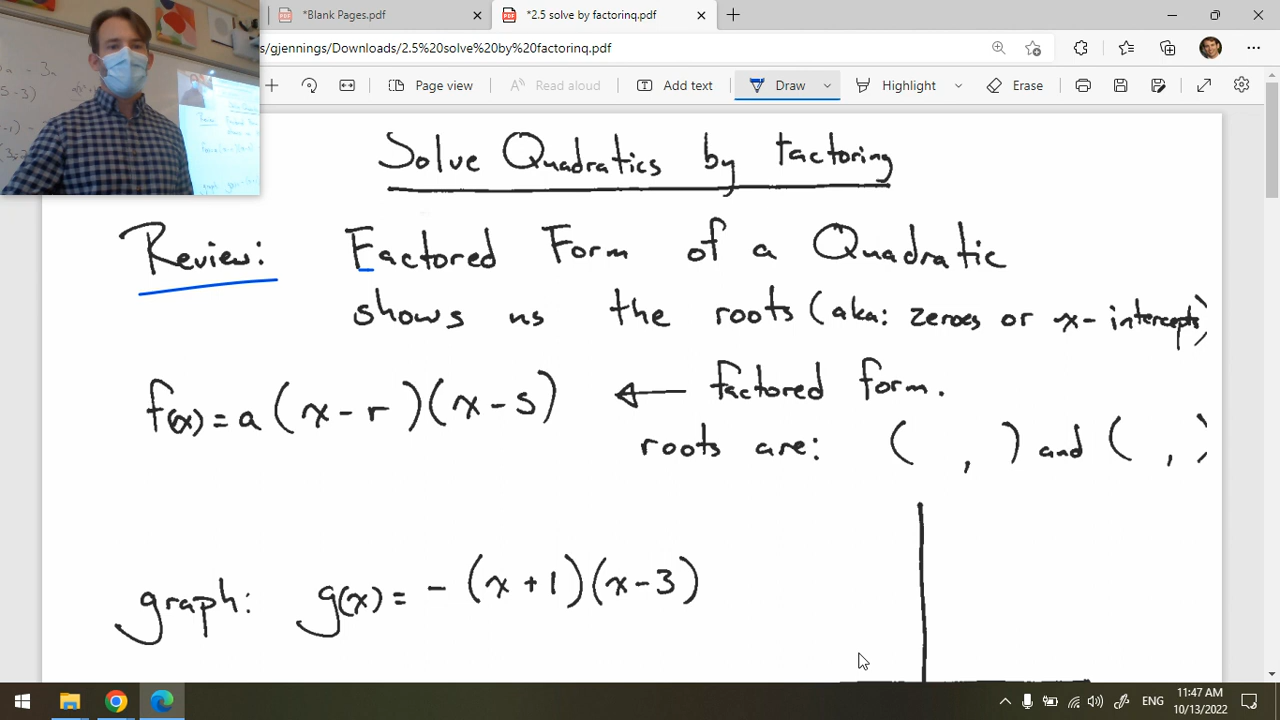 *Blank Pages.pdf
*2.5 solve by factoring.pdf
s/gjennings/Downloads/2.5%20solve%20by%20factoring.pdf
Page view
Read aloud
Add text
Draw
Highlight
Erase
Solve Quadratics by factoring
Review: Factored Form of a Quadratic
shows us the roots (aka: zeroes or x-intercepts)
f(x) = a (x - r)(x - s) ← factored form.
roots are: ( , ) and ( , )
graph: g(x) = - (x + 1)(x - 3)
ENG
11:47 AM
10/13/2022